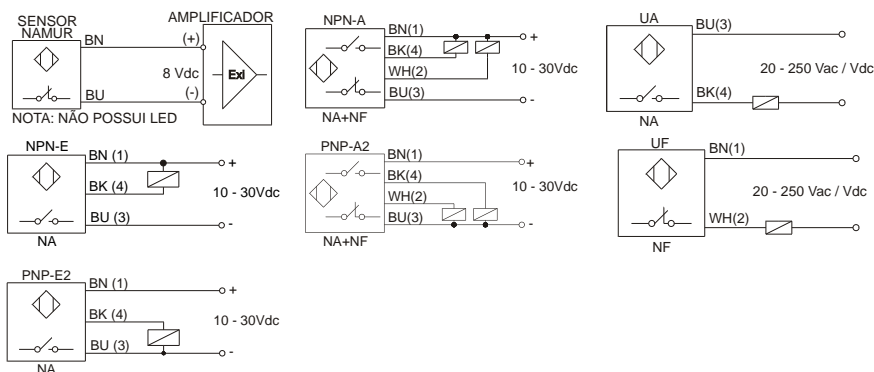 SENSOR
NAMUR
AMPLIFICADOR
BN
(+)
8 Vdc
ExI
BU
(-)
NOTA: NÃO POSSUI LED
NPN-A
BN(1)
BK(4)
WH(2)
BU(3)
+
10 - 30Vdc
-
NA+NF
UA
BU(3)
20 - 250 Vac / Vdc
BK(4)
NA
NPN-E
BN (1)
+
BK (4)
10 - 30Vdc
BU (3)
-
NA
PNP-A2
BN(1)
+
BK(4)
10 - 30Vdc
WH(2)
BU(3)
-
NA+NF
UF
BN(1)
20 - 250 Vac / Vdc
WH(2)
NF
PNP-E2
BN (1)
+
BK (4)
10 - 30Vdc
BU (3)
-
NA